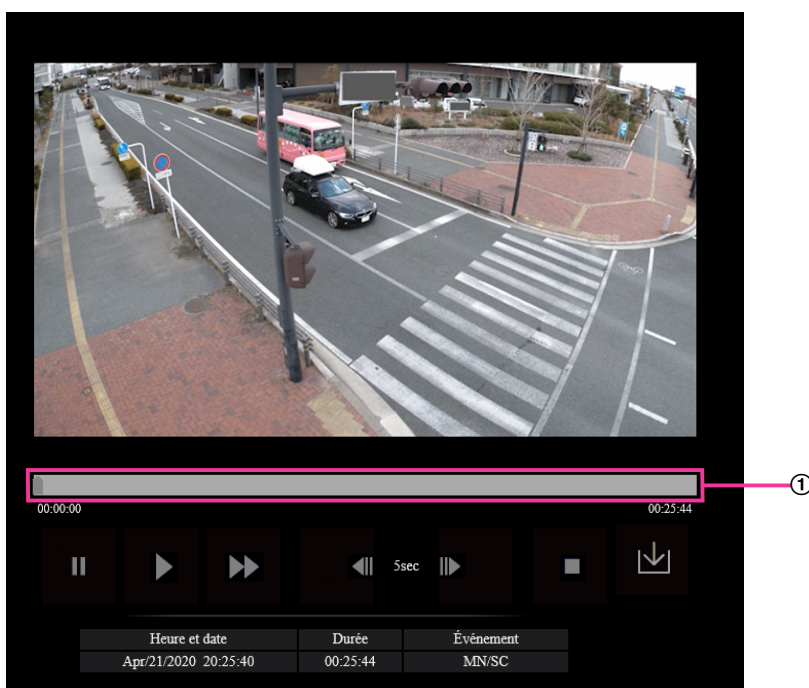 ①
00:00:00 00:25:44
5sec
Heure et date Durée Événement
Apr/21/2020 20:25:40 00:25:44 MN/SC